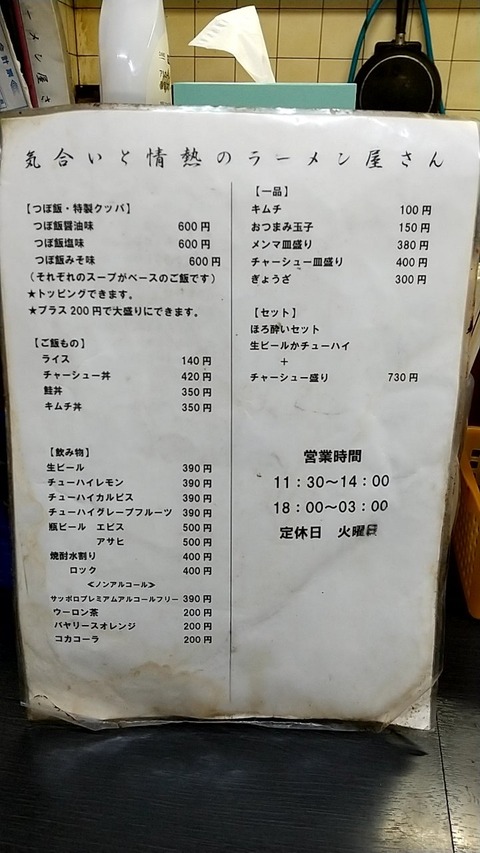 気合いと情熱のラーメン屋さん
【つぼ飯・特製クッパ】
つぼ飯醤油味 600円
つぼ飯塩味 600円
つぼ飯みそ味 600円
(それぞれのスープがベースのご飯です)
★トッピングできます。
★プラス200円で大盛りにできます。
【ご飯もの】
ライス 140円
チャーシュー丼 420円
鮭丼 350円
キムチ丼 350円
【飲み物】
生ビール 390円
チューハイレモン 390円
チューハイカルピス 390円
チューハイグレープフルーツ 390円
瓶ビール エビス 500円
アサヒ 500円
焼酎水割り 400円
ロック 400円
≪ノンアルコール≫
サッポロプレミアムアルコールフリー 390円
ウーロン茶 200円
バヤリースオレンジ 200円
コカコーラ 200円
【一品】
キムチ 100円
おつまみ玉子 150円
メンマ皿盛り 380円
チャーシュー皿盛り 400円
ぎょうざ 300円
【セット】
ほろ酔いセット
生ビールかチューハイ
+
チャーシュー盛り 730円
営業時間
11:30～14:00
18:00～03:00
定休日 火曜日